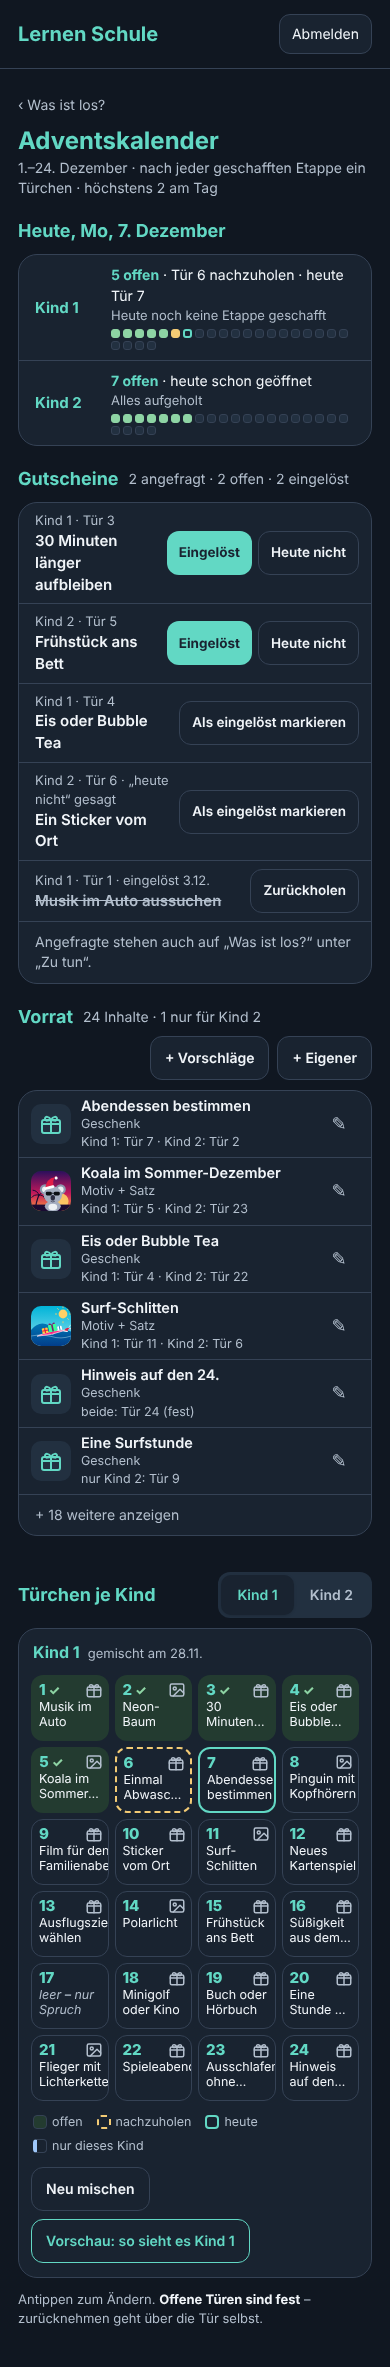 Lernen Schule
Abmelden
‹ Was ist los?
Adventskalender
1.–24. Dezember · nach jeder geschafften Etappe ein
Türchen · höchstens 2 am Tag
Heute, Mo, 7. Dezember
Kind 1
5 offen · Tür 6 nachzuholen · heute
Tür 7
Heute noch keine Etappe geschafft
Kind 2
7 offen · heute schon geöffnet
Alles aufgeholt
Gutscheine 2 angefragt · 2 offen · 2 eingelöst
Kind 1 · Tür 3
30 Minuten
länger
aufbleiben
Eingelöst
Heute nicht
Kind 2 · Tür 5
Frühstück ans
Bett
Eingelöst
Heute nicht
Kind 1 · Tür 4
Eis oder Bubble
Tea
Als eingelöst markieren
Kind 2 · Tür 6 · „heute
nicht“ gesagt
Ein Sticker vom
Ort
Als eingelöst markieren
Kind 1 · Tür 1 · eingelöst 3.12.
Musik im Auto aussuchen
Zurückholen
Angefragte stehen auch auf „Was ist los?“ unter
„Zu tun“.
Vorrat 24 Inhalte · 1 nur für Kind 2
+ Vorschläge
+ Eigener
Abendessen bestimmen
Geschenk
Kind 1: Tür 7 · Kind 2: Tür 2
Koala im Sommer-Dezember
Motiv + Satz
Kind 1: Tür 5 · Kind 2: Tür 23
Eis oder Bubble Tea
Geschenk
Kind 1: Tür 4 · Kind 2: Tür 22
Surf-Schlitten
Motiv + Satz
Kind 1: Tür 11 · Kind 2: Tür 6
Hinweis auf den 24.
Geschenk
beide: Tür 24 (fest)
Eine Surfstunde
Geschenk
nur Kind 2: Tür 9
+ 18 weitere anzeigen
Türchen je Kind
Kind 1
Kind 2
Kind 1 gemischt am 28.11.
1 ✓
Musik im
Auto
2 ✓
Neon-
Baum
3 ✓
30
Minuten…
4 ✓
Eis oder
Bubble…
5 ✓
Koala im
Sommer…
6
Einmal
Abwasc…
7
Abendesse
bestimmen
8
Pinguin mit
Kopfhörern
9
Film für den
Familienabe
10
Sticker
vom Ort
11
Surf-
Schlitten
12
Neues
Kartenspiel
13
Ausflugszie
wählen
14
Polarlicht
15
Frühstück
ans Bett
16
Süßigkeit
aus dem…
17
leer – nur
Spruch
18
Minigolf
oder Kino
19
Buch oder
Hörbuch
20
Eine
Stunde …
21
Flieger mit
Lichterkette
22
Spieleabend
23
Ausschlafen
ohne…
24
Hinweis
auf den…
offen
nachzuholen
heute
nur dieses Kind
Neu mischen
Vorschau: so sieht es Kind 1
Antippen zum Ändern. Offene Türen sind fest –
zurücknehmen geht über die Tür selbst.